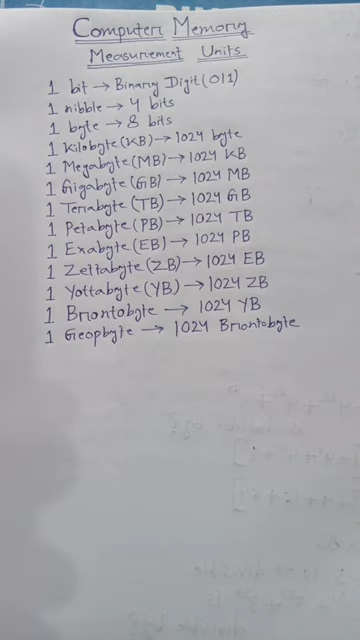 Computer Memory
Measurement Units
1 bit → Binary Digit (0/1)
1 nibble → 4 bits
1 byte → 8 bits
1 Kilobyte (KB) → 1024 byte
1 Megabyte (MB) → 1024 KB
1 Gigabyte (GB) → 1024 MB
1 Terabyte (TB) → 1024 GB
1 Petabyte (PB) → 1024 TB
1 Exabyte (EB) → 1024 PB
1 Zettabyte (ZB) → 1024 EB
1 Yottabyte (YB) → 1024 ZB
1 Brontobyte → 1024 YB
1 Geopbyte → 1024 Brontobyte